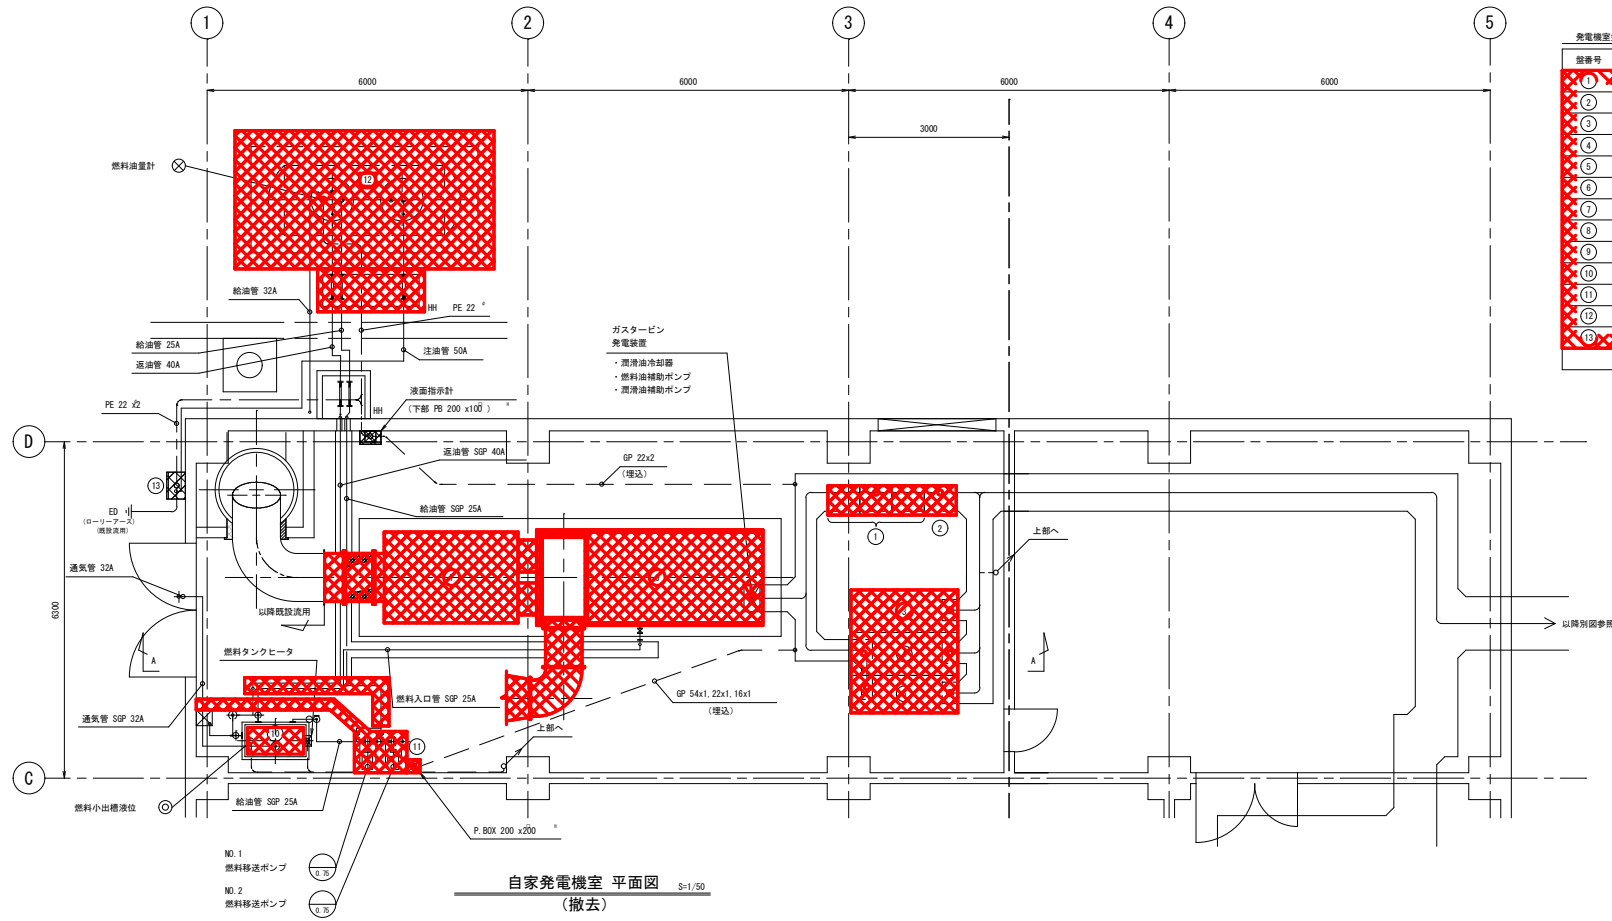 1
2
3
4
5
6000
6000
6000
6000
3000
発電機室
盤番号
1
2
3
4
5
6
7
8
9
10
11
12
13
燃料油量計
12
給油管 32A
HH
PE 22
給油管 25A
返油管 40A
注油管 50A
ガスタービン
発電装置
・潤滑油冷却器
・燃料油補助ポンプ
・潤滑油補助ポンプ
PE 22 x2
液面指示計
(下部 PB 200 x100 )
HH
D
返油管 SGP 40A
GP 22x2
(埋込)
13
ED
(ローリーアース)
(既設流用)
給油管 SGP 25A
1
2
上部へ
通気管 32A
6300
以降既設流用
3
以降別図参照
A
A
燃料タンクヒータ
燃料入口管 SGP 25A
GP 54x1,22x1,16x1
(埋込)
通気管 SGP 32A
10
11
上部へ
C
燃料小出槽液位
給油管 SGP 25A
P.BOX 200 x200
NO.1
燃料移送ポンプ
0.75
NO.2
燃料移送ポンプ
0.75
自家発電機室 平面図 S=1/50
(撤去)